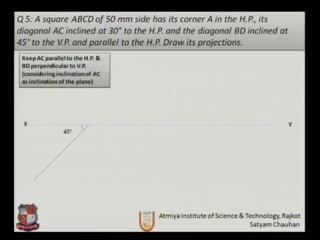 Q 5: A square ABCD of 50 mm side has its corner A in the H.P., its
diagonal AC inclined at 30° to the H.P. and the diagonal BD inclined at
45° to the V.P. and parallel to the H.P. Draw its projections.
Keep AC parallel to the H.P. &
BD perpendicular to V.P.
(considering inclination of AC
as inclination of the plane)
X
Y
45°
Atmiya Institute of Science & Technology, Rajkot
Satyam Chauhan